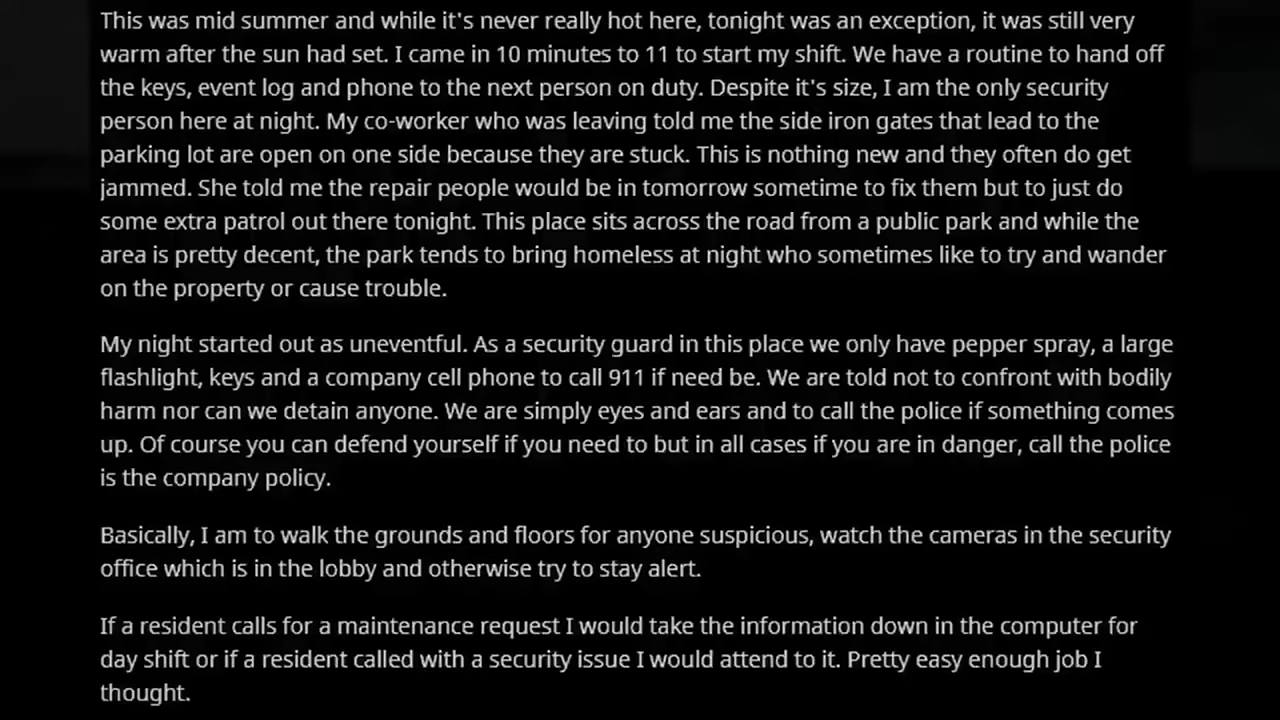 This was mid summer and while it's never really hot here, tonight was an exception, it was still very
warm after the sun had set. I came in 10 minutes to 11 to start my shift. We have a routine to hand off
the keys, event log and phone to the next person on duty. Despite it's size, I am the only security
person here at night. My co-worker who was leaving told me the side iron gates that lead to the
parking lot are open on one side because they are stuck. This is nothing new and they often do get
jammed. She told me the repair people would be in tomorrow sometime to fix them but to just do
some extra patrol out there tonight. This place sits across the road from a public park and while the
area is pretty decent, the park tends to bring homeless at night who sometimes like to try and wander
on the property or cause trouble.
My night started out as uneventful. As a security guard in this place we only have pepper spray, a large
flashlight, keys and a company cell phone to call 911 if need be. We are told not to confront with bodily
harm nor can we detain anyone. We are simply eyes and ears and to call the police if something comes
up. Of course you can defend yourself if you need to but in all cases if you are in danger, call the police
is the company policy.
Basically, I am to walk the grounds and floors for anyone suspicious, watch the cameras in the security
office which is in the lobby and otherwise try to stay alert.
If a resident calls for a maintenance request I would take the information down in the computer for
day shift or if a resident called with a security issue I would attend to it. Pretty easy enough job I
thought.